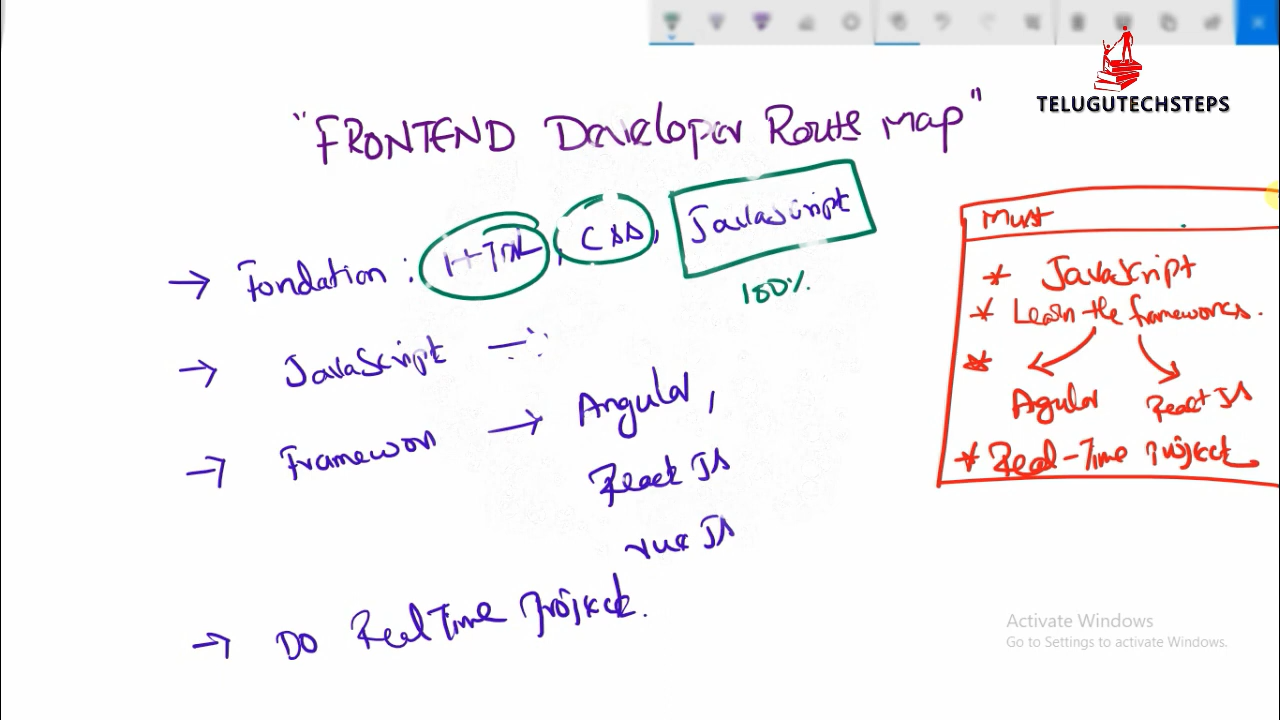 TELUGUTECHSTEPS
"FRONTEND Developer Route Map"
→ Fondation : HTML, CSS, JavaScript
100%
→ JavaScript
→ Framewor → Angular,
React JS
vue JS
→ DO Real Time Project.
Must
* JavaScript
* Learn the frameworks.
*
Agular React JS
* Real-Time Project
Activate Windows
Go to Settings to activate Windows.